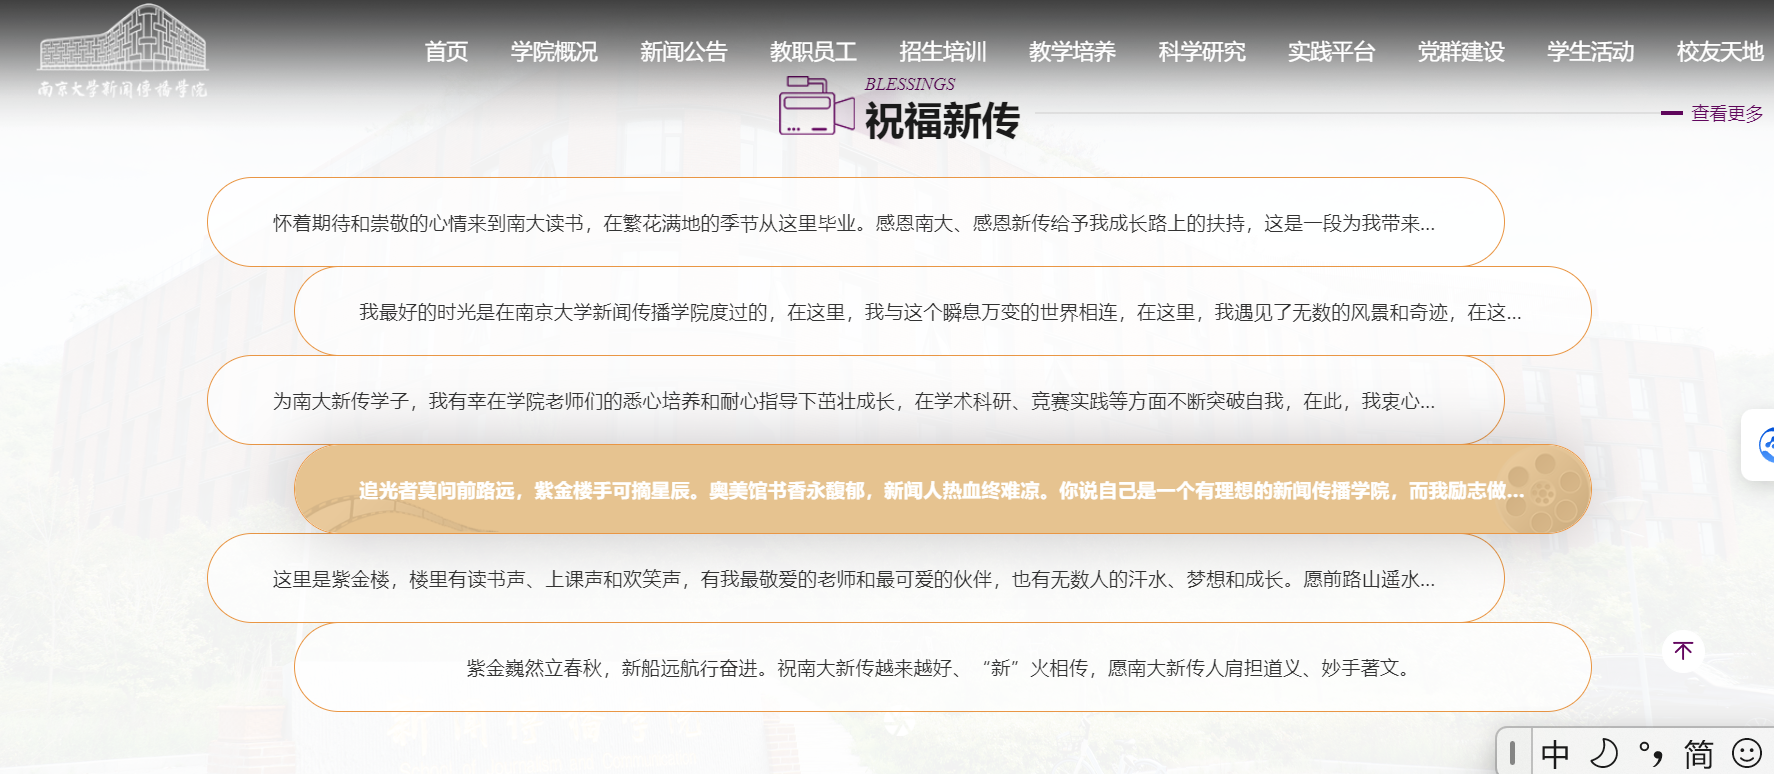 南京大学新闻传播学院
首页 学院概况 新闻公告 教职员工 招生培训 教学培养 科学研究 实践平台 党群建设 学生活动 校友天地
BLESSINGS
祝福新传
查看更多
怀着期待和崇敬的心情来到南大读书，在繁花满地的季节从这里毕业。感恩南大、感恩新传给予我成长路上的扶持，这是一段为我带来...
我最好的时光是在南京大学新闻传播学院度过的，在这里，我与这个瞬息万变的世界相连，在这里，我遇见了无数的风景和奇迹，在这...
为南大新传学子，我有幸在学院老师们的悉心培养和耐心指导下茁壮成长，在学术科研、竞赛实践等方面不断突破自我，在此，我衷心...
追光者莫问前路远，紫金楼手可摘星辰。奥美馆书香永馥郁，新闻人热血终难凉。你说自己是一个有理想的新闻传播学院，而我励志做...
这里是紫金楼，楼里有读书声、上课声和欢笑声，有我最敬爱的老师和最可爱的伙伴，也有无数人的汗水、梦想和成长。愿前路山遥水...
紫金巍然立春秋，新船远航行奋进。祝南大新传越来越好、“新”火相传，愿南大新传人肩担道义、妙手著文。
新闻传播学院
中 °, 简